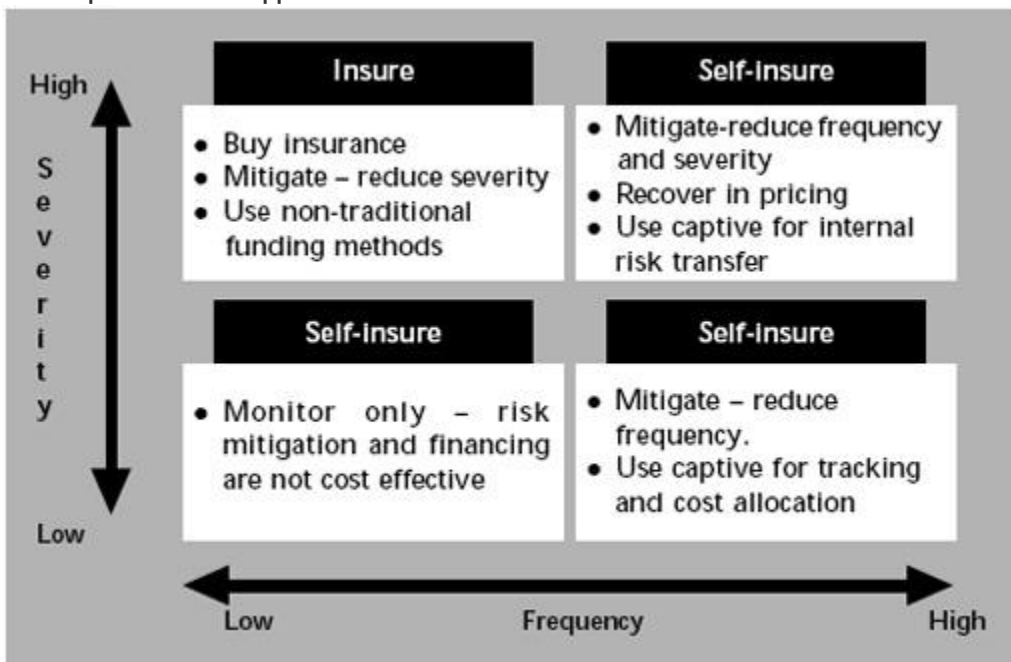 High
Severity
Low
Insure
• Buy insurance
• Mitigate – reduce severity
• Use non-traditional
funding methods
Self-insure
• Mitigate-reduce frequency
and severity
• Recover in pricing
• Use captive for internal
risk transfer
Self-insure
• Monitor only – risk
mitigation and financing
are not cost effective
Self-insure
• Mitigate – reduce
frequency.
• Use captive for tracking
and cost allocation
Low Frequency High